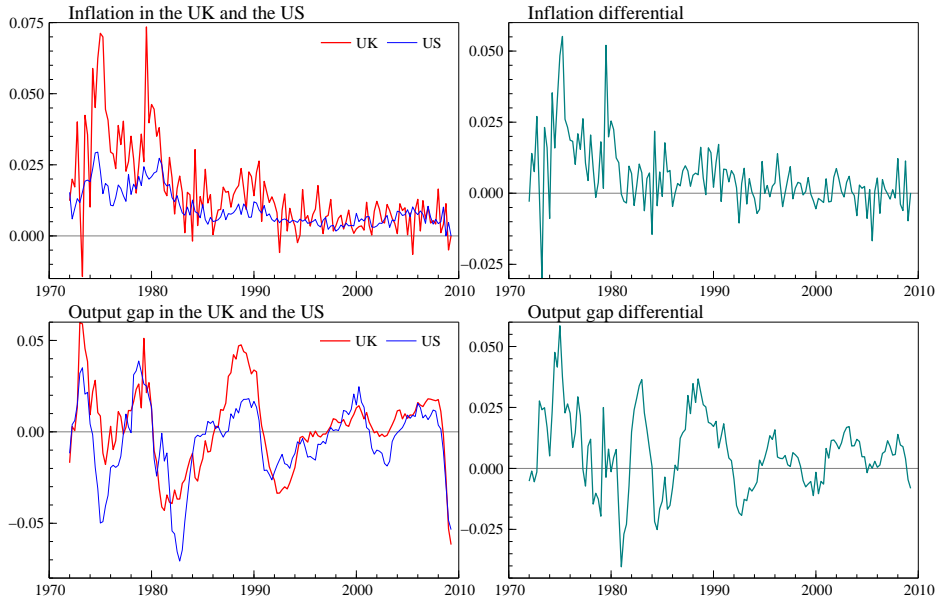 Inflation in the UK and the US
UK US
0.075
0.050
0.025
0.000
1970 1980 1990 2000 2010
Inflation differential
0.050
0.025
0.000
−0.025
1970 1980 1990 2000 2010
Output gap in the UK and the US
UK US
0.05
0.00
−0.05
1970 1980 1990 2000 2010
Output gap differential
0.050
0.025
0.000
−0.025
1970 1980 1990 2000 2010